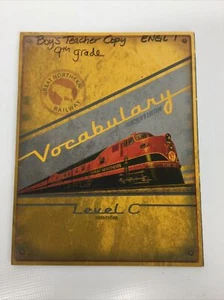 Boys Teacher Copy ENGL 1
9th grade
GREAT NORTHERN
RAILWAY
Vocabulary
Level C